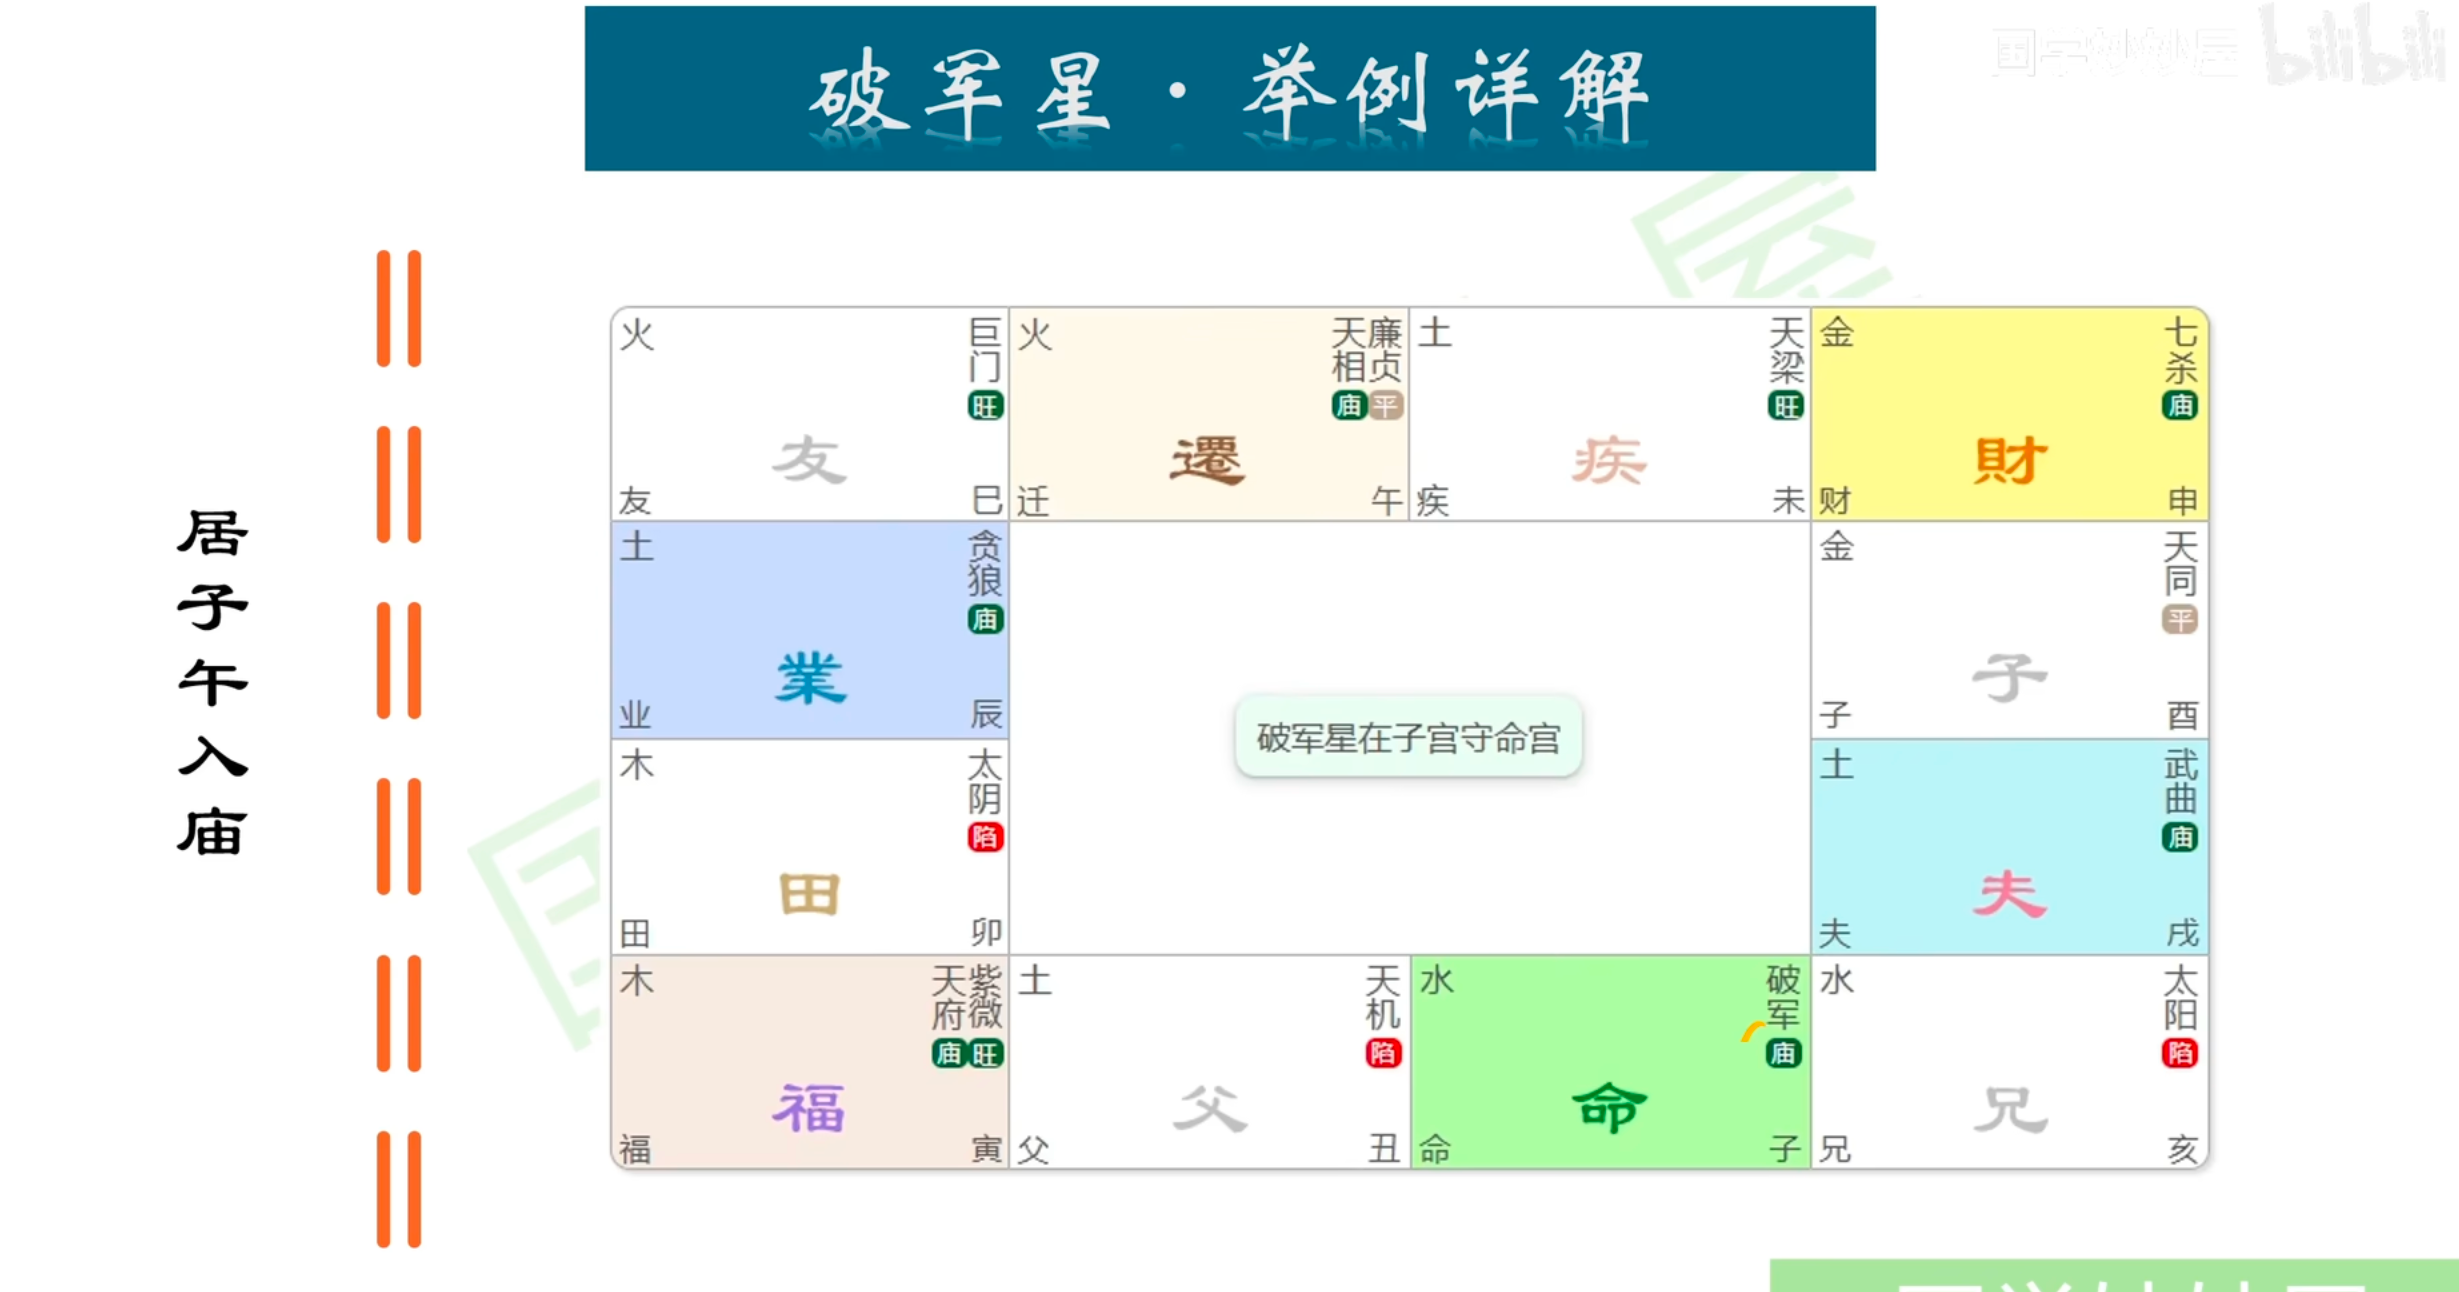 破军星·举例详解
bilibili
居子午入庙
火
巨门
旺
友
友
巳
火
天相
廉贞
庙
平
遷
迁
午
土
天梁
旺
疾
疾
未
金
七杀
庙
財
财
申
土
贪狼
庙
業
业
辰
破军星在子宫守命宫
金
天同
平
子
子
酉
木
太阴
陷
田
田
卯
土
武曲
庙
夫
夫
戌
木
天府
紫微
庙
旺
福
福
寅
土
天机
陷
父
父
丑
水
破军
庙
命
命
子
水
太阳
陷
兄
兄
亥